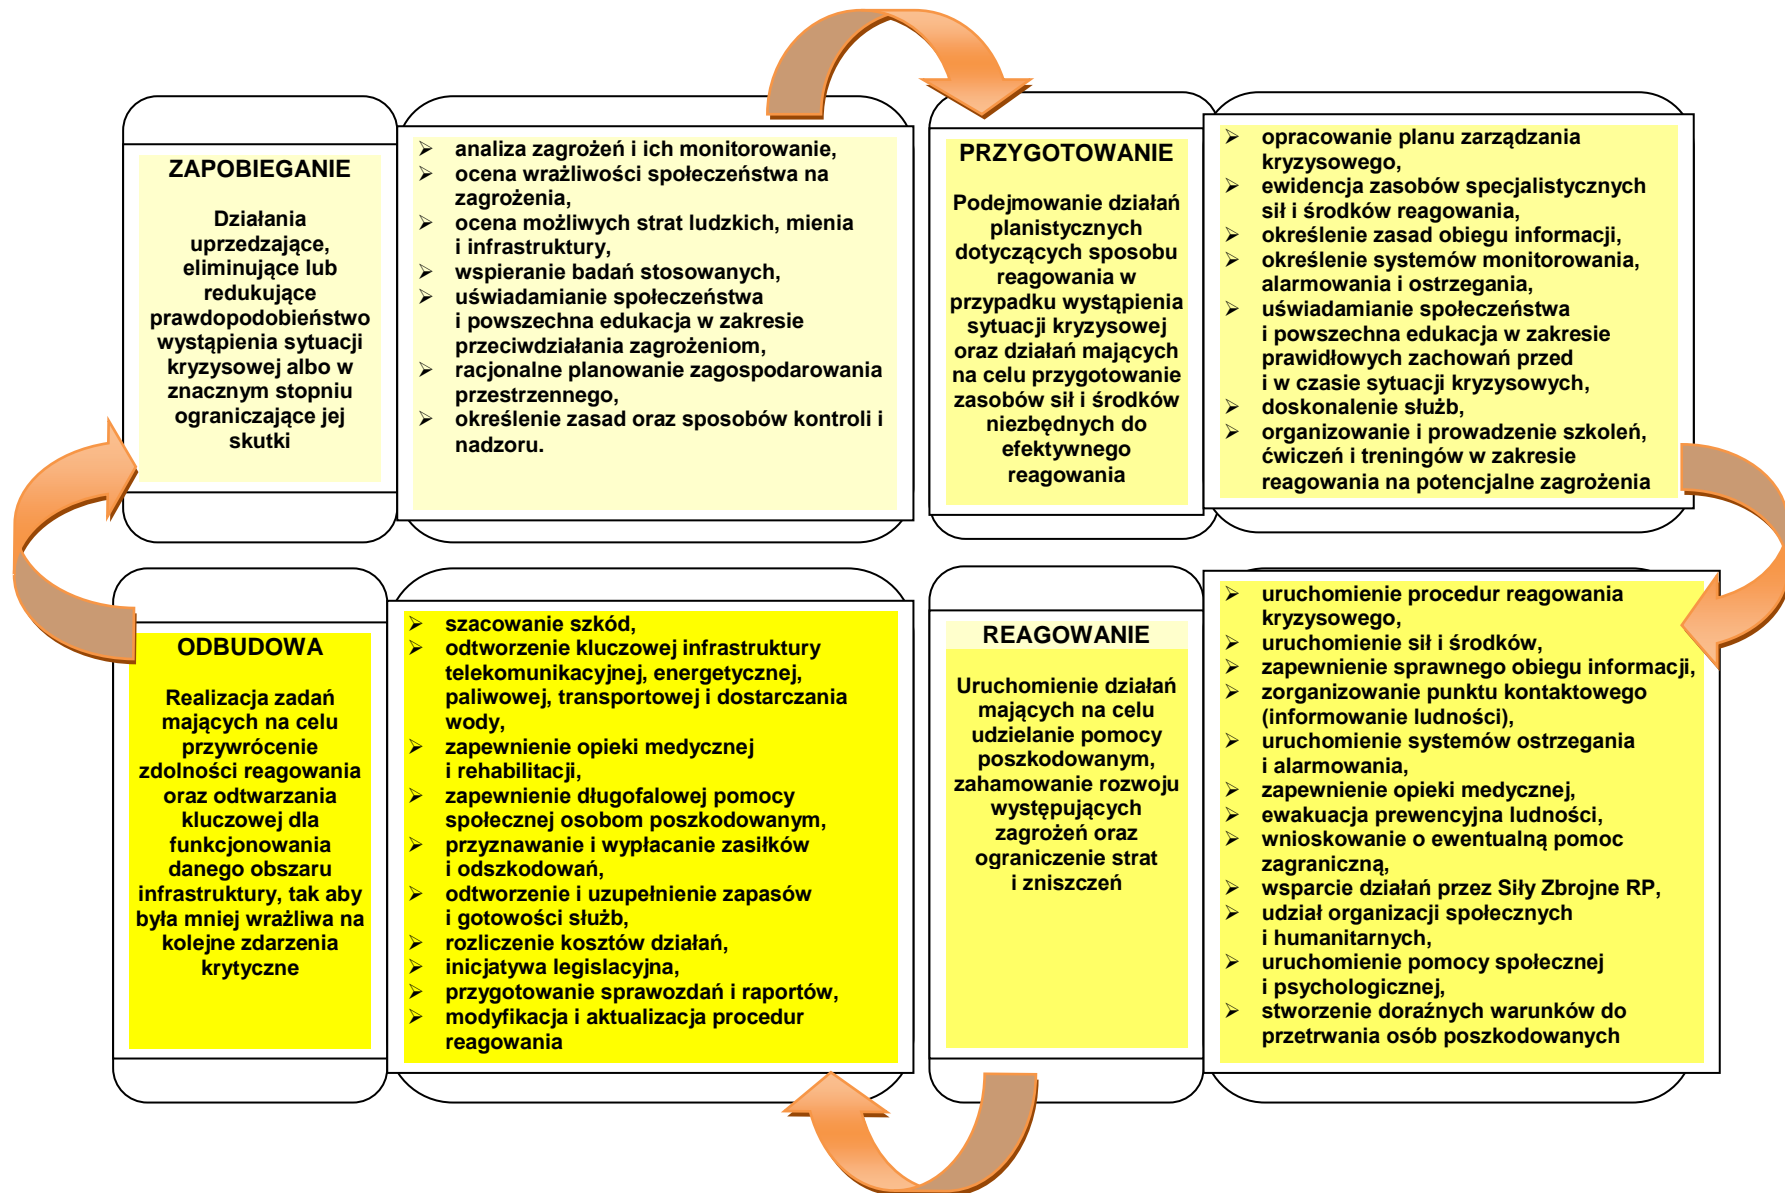 ZAPOBIEGANIE
Działania
uprzedzające,
eliminujące lub
redukujące
prawdopodobieństwo
wystąpienia sytuacji
kryzysowej albo w
znacznym stopniu
ograniczające jej
skutki
➢ analiza zagrożeń i ich monitorowanie,
➢ ocena wrażliwości społeczeństwa na
zagrożenia,
➢ ocena możliwych strat ludzkich, mienia
i infrastruktury,
➢ wspieranie badań stosowanych,
➢ uświadamianie społeczeństwa
i powszechna edukacja w zakresie
przeciwdziałania zagrożeniom,
➢ racjonalne planowanie zagospodarowania
przestrzennego,
➢ określenie zasad oraz sposobów kontroli i
nadzoru.
PRZYGOTOWANIE
Podejmowanie działań
planistycznych
dotyczących sposobu
reagowania w
przypadku wystąpienia
sytuacji kryzysowej
oraz działań mających
na celu przygotowanie
zasobów sił i środków
niezbędnych do
efektywnego
reagowania
➢ opracowanie planu zarządzania
kryzysowego,
➢ ewidencja zasobów specjalistycznych
sił i środków reagowania,
➢ określenie zasad obiegu informacji,
➢ określenie systemów monitorowania,
alarmowania i ostrzegania,
➢ uświadamianie społeczeństwa
i powszechna edukacja w zakresie
prawidłowych zachowań przed
i w czasie sytuacji kryzysowych,
➢ doskonalenie służb,
➢ organizowanie i prowadzenie szkoleń,
ćwiczeń i treningów w zakresie
reagowania na potencjalne zagrożenia
ODBUDOWA
Realizacja zadań
mających na celu
przywrócenie
zdolności reagowania
oraz odtwarzania
kluczowej dla
funkcjonowania
danego obszaru
infrastruktury, tak aby
była mniej wrażliwa na
kolejne zdarzenia
krytyczne
➢ szacowanie szkód,
➢ odtworzenie kluczowej infrastruktury
telekomunikacyjnej, energetycznej,
paliwowej, transportowej i dostarczania
wody,
➢ zapewnienie opieki medycznej
i rehabilitacji,
➢ zapewnienie długofalowej pomocy
społecznej osobom poszkodowanym,
➢ przyznawanie i wypłacanie zasiłków
i odszkodowań,
➢ odtworzenie i uzupełnienie zapasów
i gotowości służb,
➢ rozliczenie kosztów działań,
➢ inicjatywa legislacyjna,
➢ przygotowanie sprawozdań i raportów,
➢ modyfikacja i aktualizacja procedur
reagowania
REAGOWANIE
Uruchomienie działań
mających na celu
udzielanie pomocy
poszkodowanym,
zahamowanie rozwoju
występujących
zagrożeń oraz
ograniczenie strat
i zniszczeń
➢ uruchomienie procedur reagowania
kryzysowego,
➢ uruchomienie sił i środków,
➢ zapewnienie sprawnego obiegu informacji,
➢ zorganizowanie punktu kontaktowego
(informowanie ludności),
➢ uruchomienie systemów ostrzegania
i alarmowania,
➢ zapewnienie opieki medycznej,
➢ ewakuacja prewencyjna ludności,
➢ wnioskowanie o ewentualną pomoc
zagraniczną,
➢ wsparcie działań przez Siły Zbrojne RP,
➢ udział organizacji społecznych
i humanitarnych,
➢ uruchomienie pomocy społecznej
i psychologicznej,
➢ stworzenie doraźnych warunków do
przetrwania osób poszkodowanych